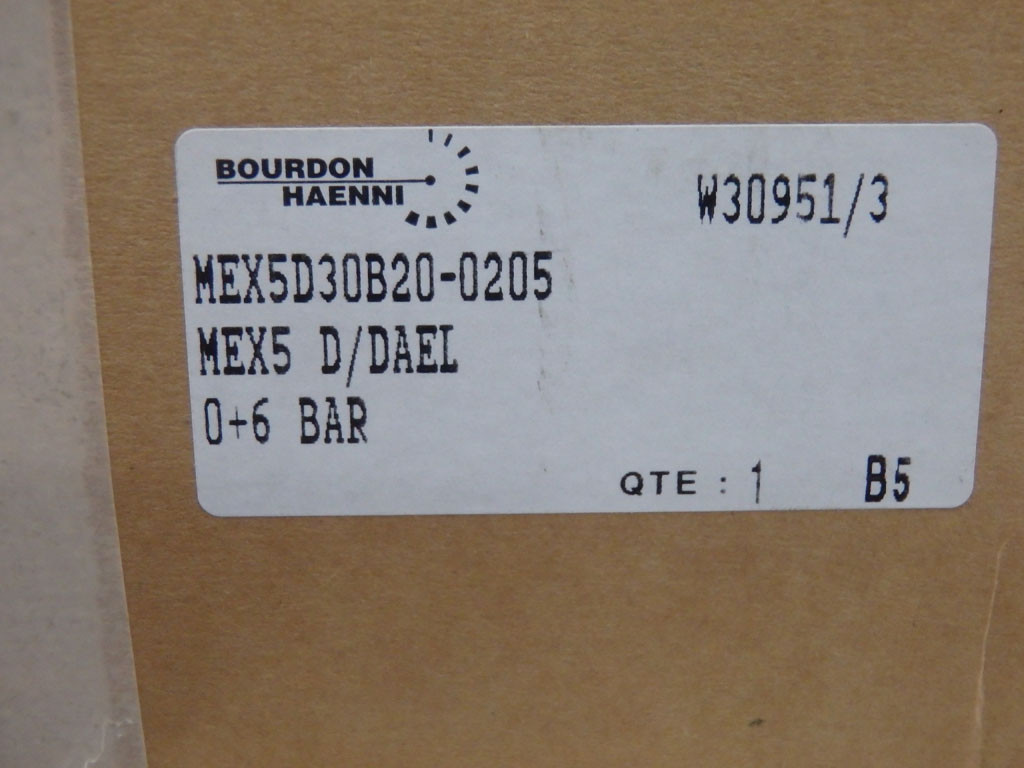 BOURDON
HAENNI
W30951/3
MEX5D30B20-0205
MEX5 D/DAEL
0+6 BAR
QTE : 1 B5